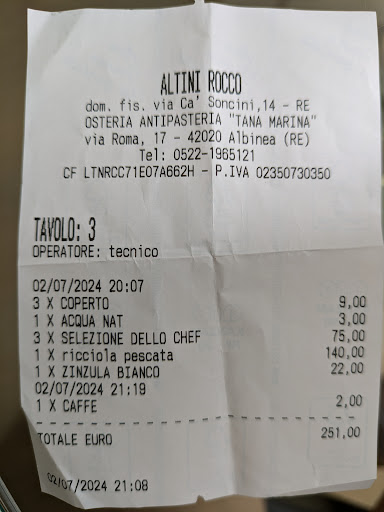 ALTINI ROCCO
dom. fis. via Ca' Soncini,14 - RE
OSTERIA ANTIPASTERIA "TANA MARINA"
via Roma, 17 - 42020 Albinea (RE)
Tel: 0522-1965121
CF LTNRCC71E07A662H - P.IVA 02350730350
TAVOLO: 3
OPERATORE: tecnico
02/07/2024 20:07
3 X COPERTO 9,00
1 X ACQUA NAT 3,00
3 X SELEZIONE DELLO CHEF 75,00
1 X ricciola pescata 140,00
1 X ZINZULA BIANCO 22,00
02/07/2024 21:19
1 X CAFFE 2,00
TOTALE EURO 251,00
02/07/2024 21:08